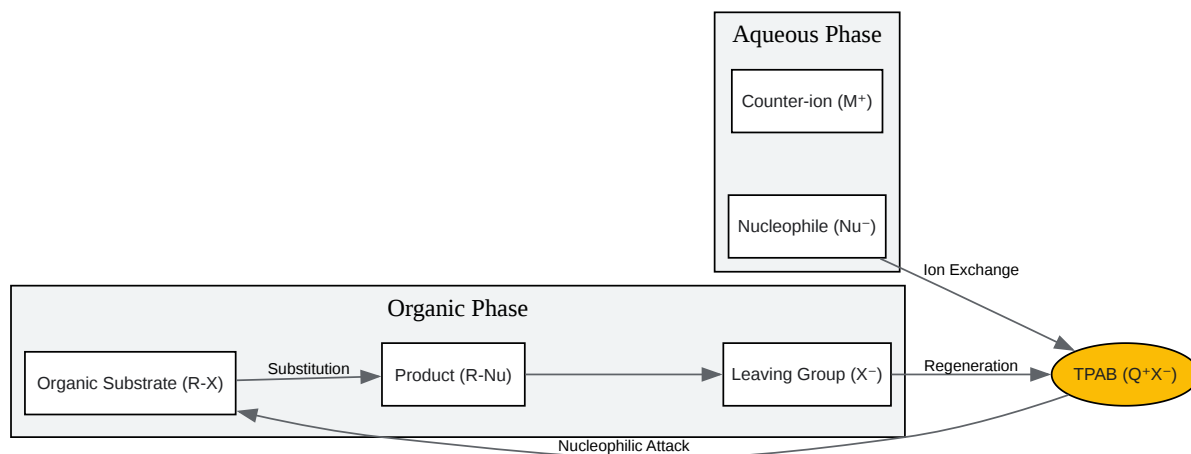 Aqueous Phase
Counter-ion (M⁺)
Nucleophile (Nu⁻)
Ion Exchange
Organic Phase
Organic Substrate (R-X)
Substitution
Product (R-Nu)
Leaving Group (X⁻)
Regeneration
TPAB (Q⁺X⁻)
Nucleophilic Attack